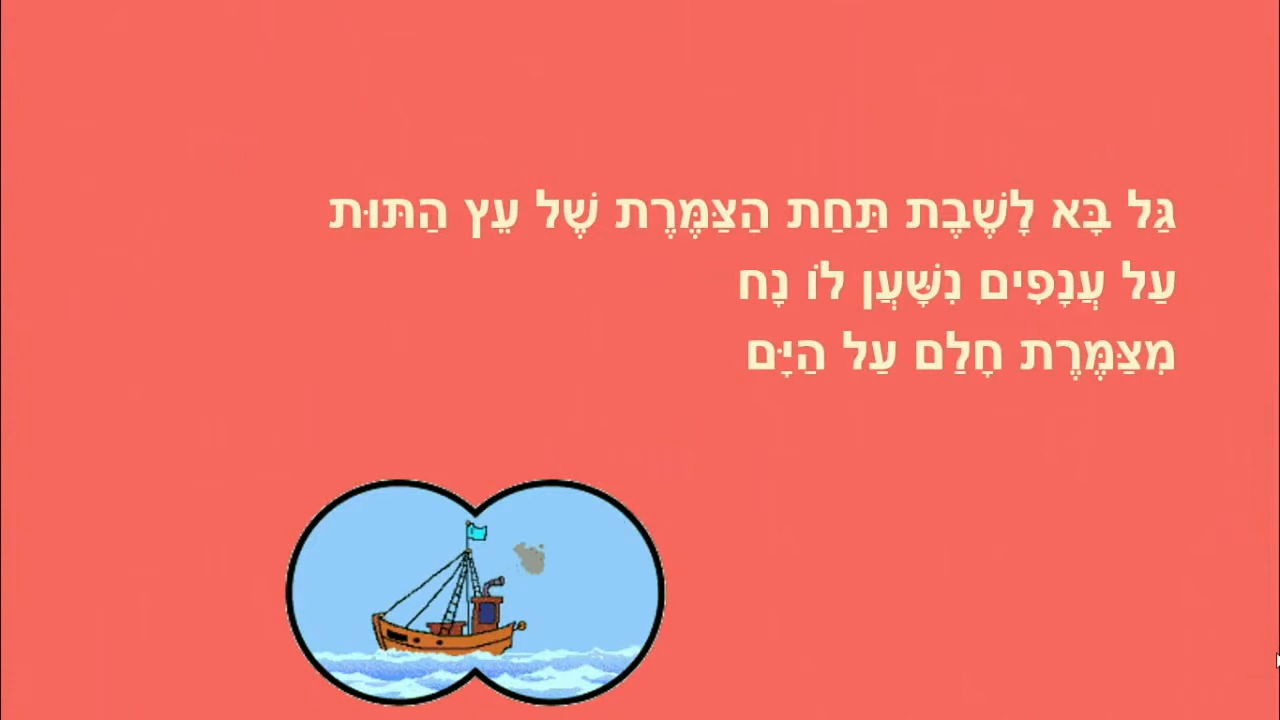 גַּל בָּא לָשֶׁבֶת תַּחַת הַצַּמֶּרֶת שֶׁל עֵץ הַתּוּת
עַל עֲנָפִים נִשָּׁעֲן לוֹ נָח
מִצַּמֶּרֶת חָלַם עַל הַיָּם